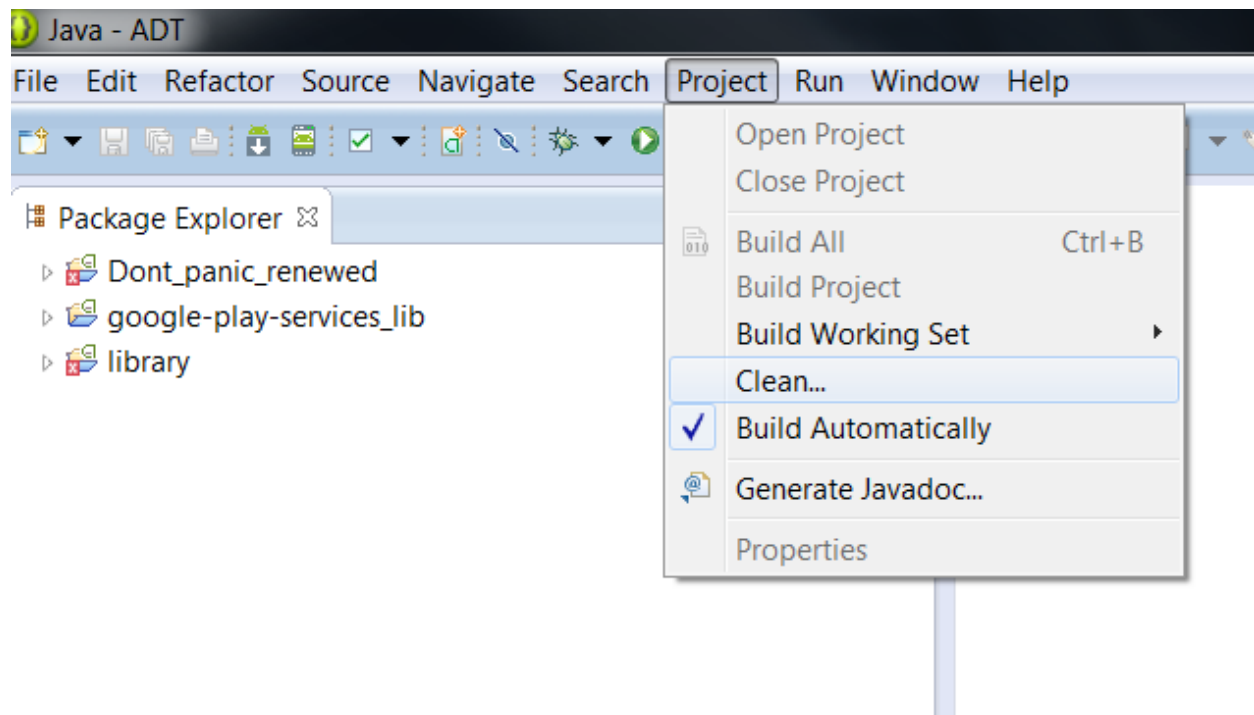 Java - ADT
File Edit Refactor Source Navigate Search Project Run Window Help
Package Explorer
Dont_panic_renewed
google-play-services_lib
library
Open Project
Close Project
Build All Ctrl+B
Build Project
Build Working Set
Clean...
Build Automatically
Generate Javadoc...
Properties